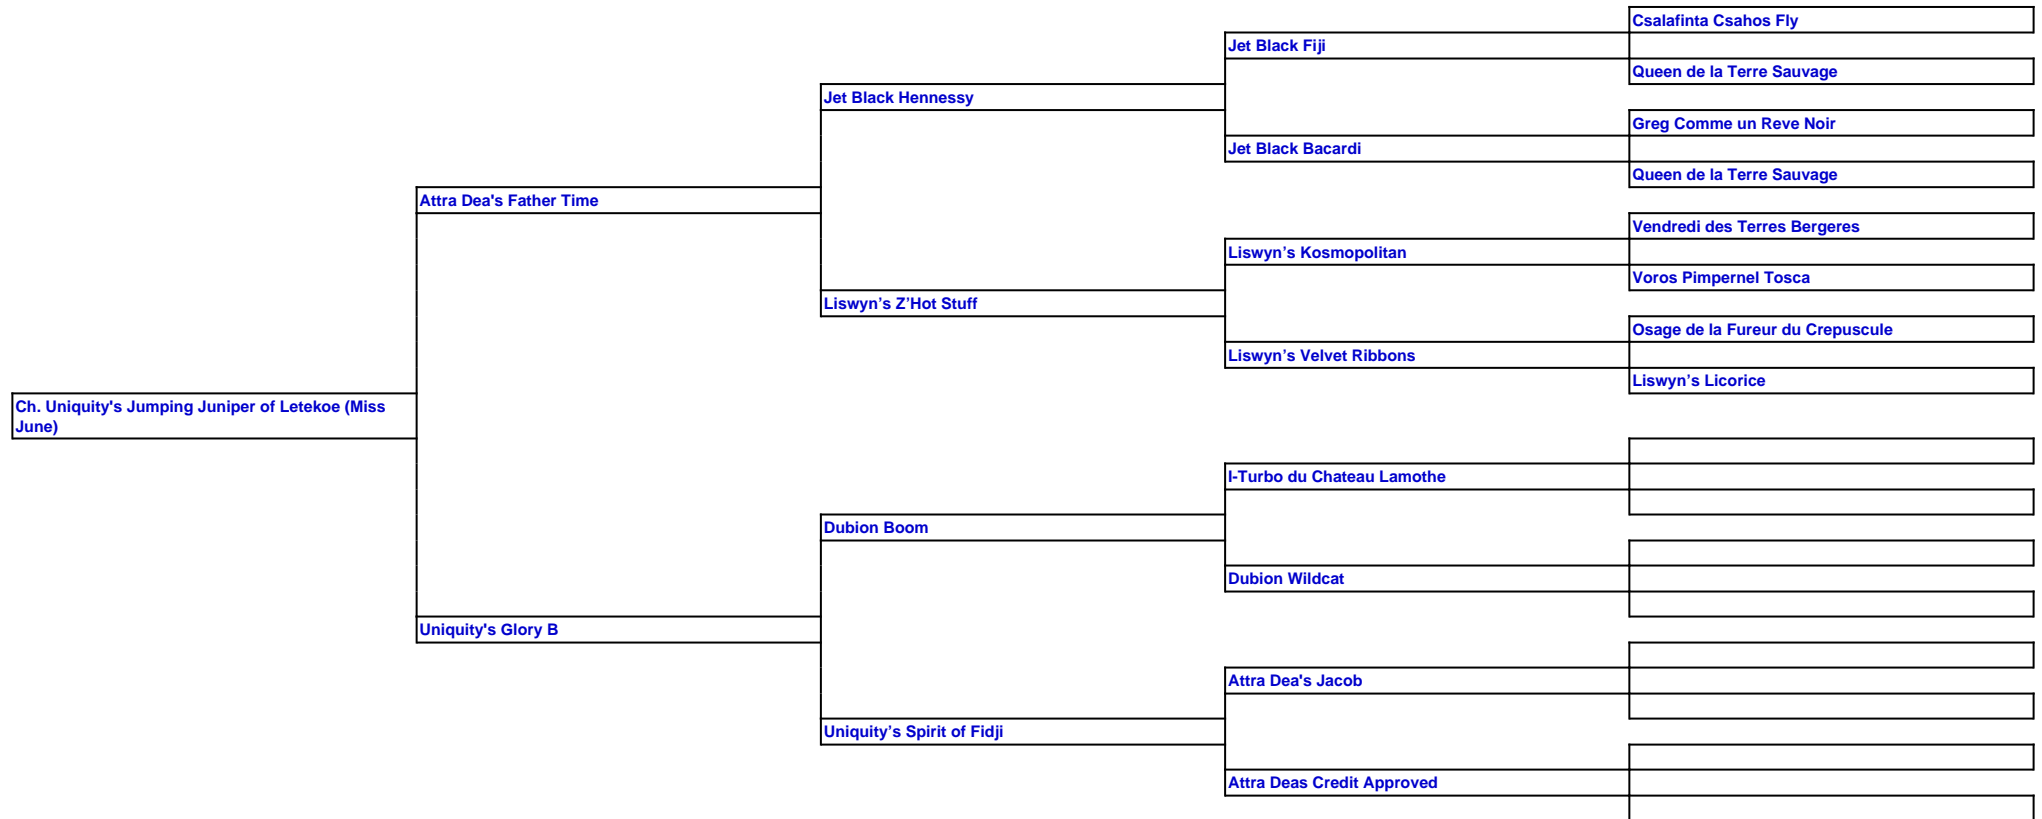 Csalafinta Csahos Fly
Jet Black Fiji
Queen de la Terre Sauvage
Jet Black Hennessy
Greg Comme un Reve Noir
Jet Black Bacardi
Queen de la Terre Sauvage
Attra Dea's Father Time
Vendredi des Terres Bergeres
Liswyn’s Kosmopolitan
Voros Pimpernel Tosca
Liswyn’s Z’Hot Stuff
Osage de la Fureur du Crepuscule
Liswyn’s Velvet Ribbons
Liswyn’s Licorice
Ch. Uniquity's Jumping Juniper of Letekoe (Miss
June)
I-Turbo du Chateau Lamothe
Dubion Boom
Dubion Wildcat
Uniquity's Glory B
Attra Dea's Jacob
Uniquity’s Spirit of Fidji
Attra Deas Credit Approved